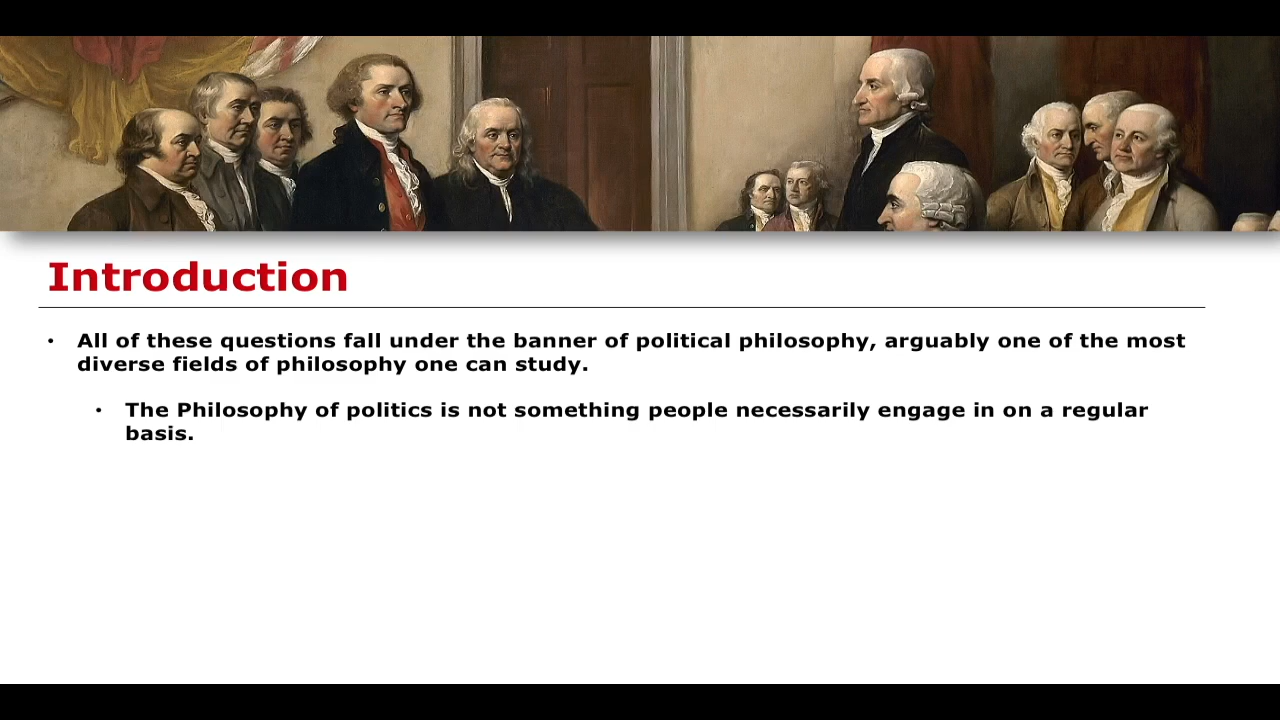 Introduction
• All of these questions fall under the banner of political philosophy, arguably one of the most
diverse fields of philosophy one can study.
• The Philosophy of politics is not something people necessarily engage in on a regular
basis.